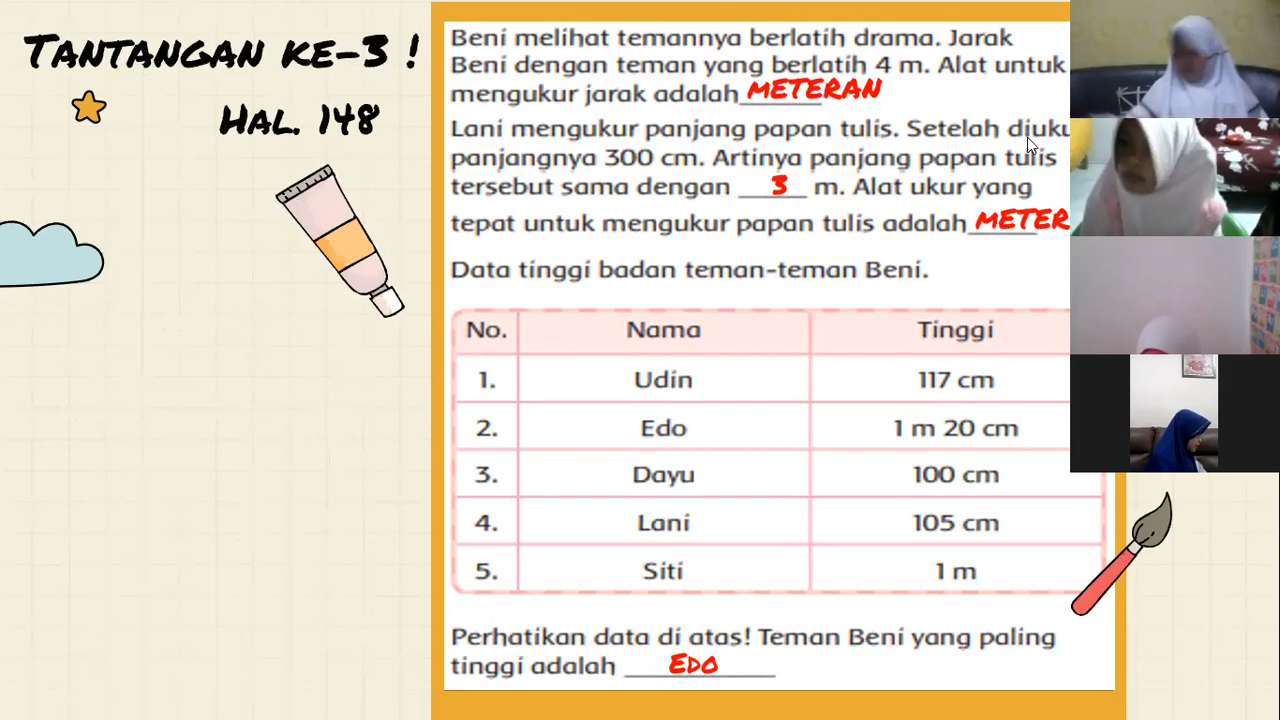 TANTANGAN KE-3 !
HAL. 148
Beni melihat temannya berlatih drama. Jarak
Beni dengan teman yang berlatih 4 m. Alat untuk
mengukur jarak adalah METERAN
Lani mengukur panjang papan tulis. Setelah diuku
panjangnya 300 cm. Artinya panjang papan tulis
tersebut sama dengan 3 m. Alat ukur yang
tepat untuk mengukur papan tulis adalah METER
Data tinggi badan teman-teman Beni.
No. Nama Tinggi
1. Udin 117 cm
2. Edo 1 m 20 cm
3. Dayu 100 cm
4. Lani 105 cm
5. Siti 1 m
Perhatikan data di atas! Teman Beni yang paling
tinggi adalah EDO